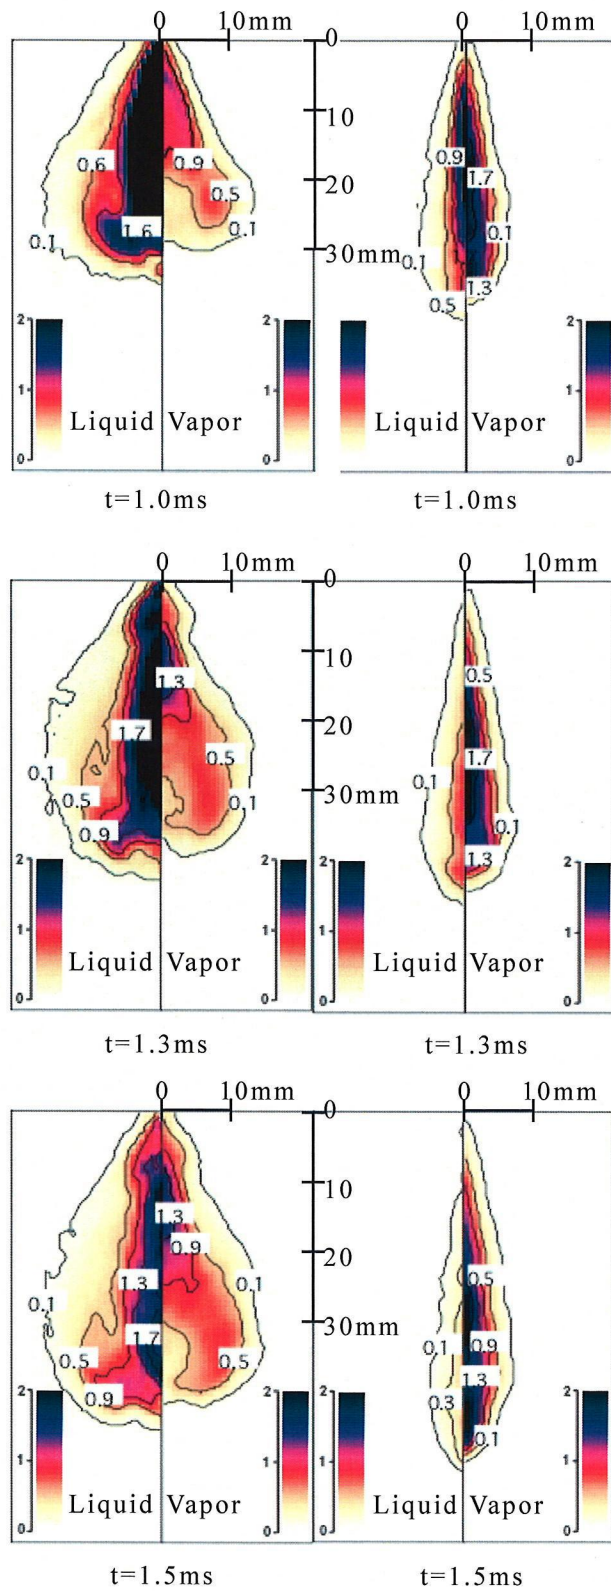 0 10mm 0 10mm
0
10
0.6 0.9 0.9
1.7
20
0.5
0.1 1.6 0.1 0.1
30mm 0.1
1.3
0.5
2 2 2
1 1 1
Liquid Vapor Liquid Vapor
0 0 0
t=1.0ms t=1.0ms
0 10mm 0 10mm
0
10
1.3 0.5
20
1.7 0.5 1.7
0.1 0.1
0.5 0.1 30mm 0.1
0.9
1.3
2 2 2 2
1 1 1 1
Liquid Vapor Liquid Vapor
0 0 0 0
t=1.3ms t=1.3ms
0 10mm 0 10mm
0
10
1.3
0.9
20
1.3 0.1 0.5
0.1
1.7 30mm 0.1 0.9
0.5 0.5
0.9 1.3
0.3
2 2 2 2
0.1
1 1 1 1
Liquid Vapor Liquid Vapor
0 0 0 0
t=1.5ms t=1.5ms